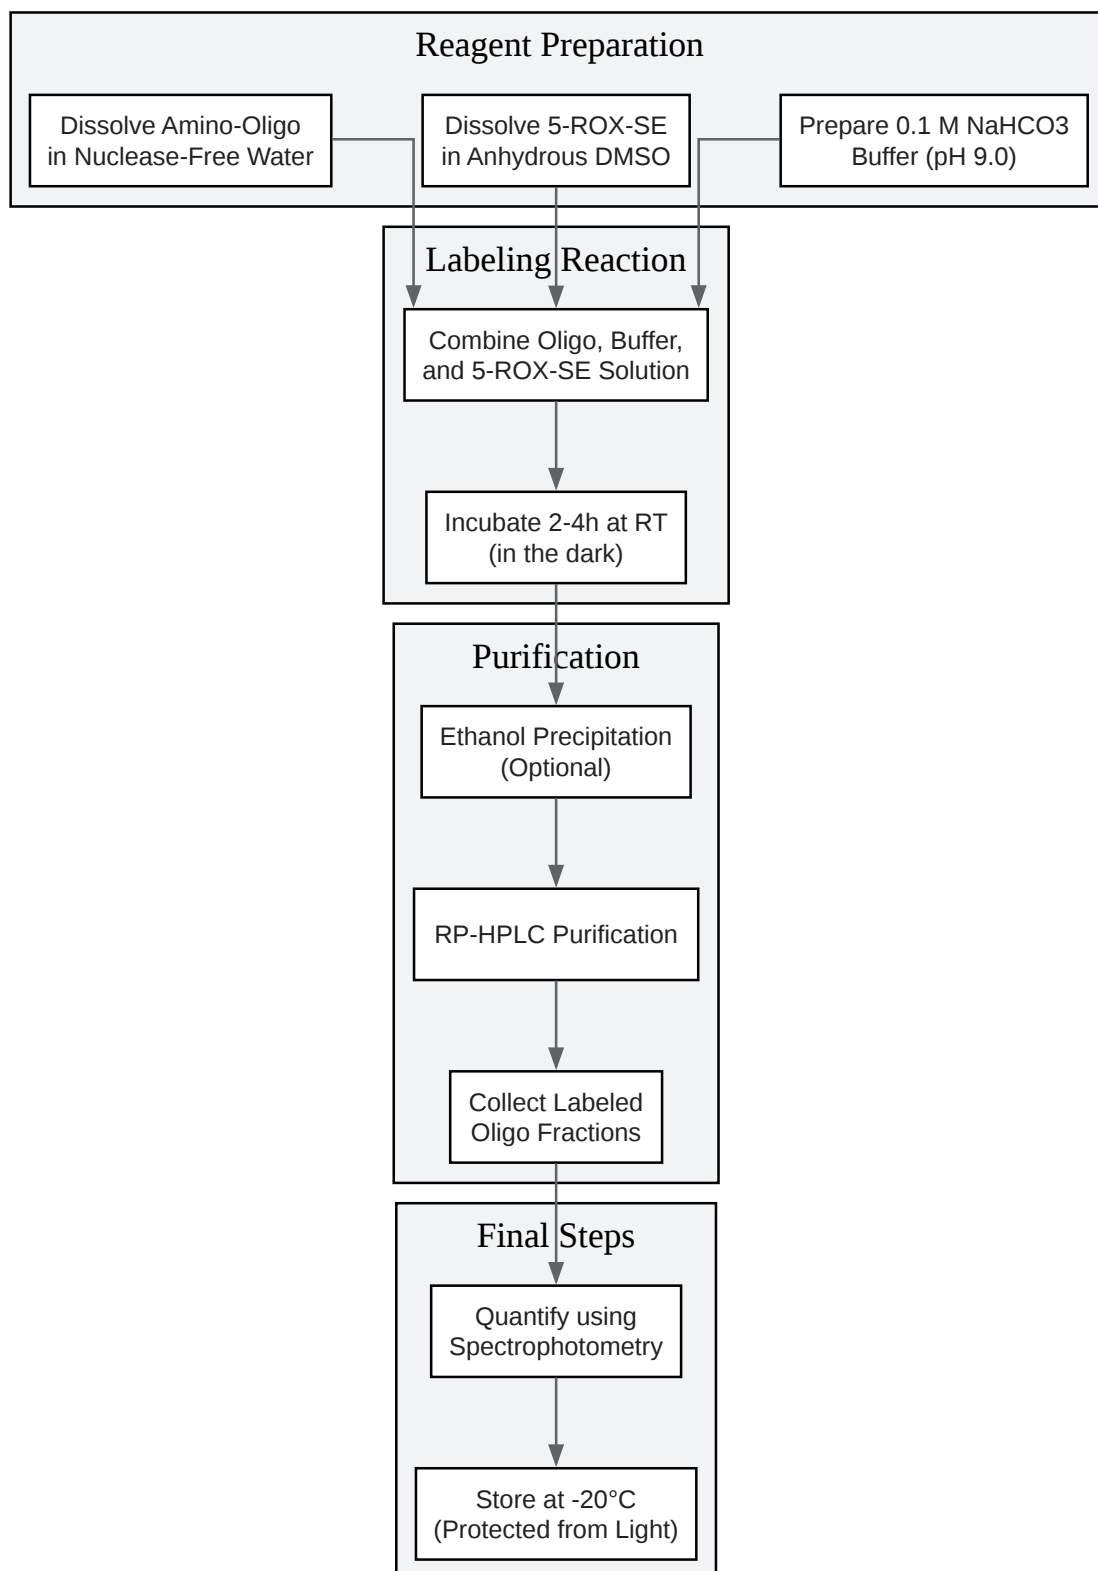 Reagent Preparation
Dissolve Amino-Oligo
in Nuclease-Free Water
Dissolve 5-ROX-SE
in Anhydrous DMSO
Prepare 0.1 M NaHCO3
Buffer (pH 9.0)
Labeling Reaction
Combine Oligo, Buffer,
and 5-ROX-SE Solution
Incubate 2-4h at RT
(in the dark)
Purification
Ethanol Precipitation
(Optional)
RP-HPLC Purification
Collect Labeled
Oligo Fractions
Final Steps
Quantify using
Spectrophotometry
Store at -20°C
(Protected from Light)